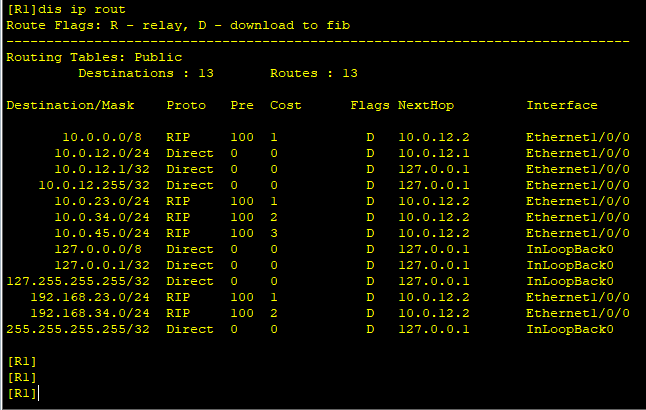 [R1]dis ip rout
Route Flags: R - relay, D - download to fib
------------------------------------------------------------------------------
Routing Tables: Public
Destinations : 13 Routes : 13
Destination/Mask Proto Pre Cost Flags NextHop Interface
10.0.0.0/8 RIP 100 1 D 10.0.12.2 Ethernet1/0/0
10.0.12.0/24 Direct 0 0 D 10.0.12.1 Ethernet1/0/0
10.0.12.1/32 Direct 0 0 D 127.0.0.1 Ethernet1/0/0
10.0.12.255/32 Direct 0 0 D 127.0.0.1 Ethernet1/0/0
10.0.23.0/24 RIP 100 1 D 10.0.12.2 Ethernet1/0/0
10.0.34.0/24 RIP 100 2 D 10.0.12.2 Ethernet1/0/0
10.0.45.0/24 RIP 100 3 D 10.0.12.2 Ethernet1/0/0
127.0.0.0/8 Direct 0 0 D 127.0.0.1 InLoopBack0
127.0.0.1/32 Direct 0 0 D 127.0.0.1 InLoopBack0
127.255.255.255/32 Direct 0 0 D 127.0.0.1 InLoopBack0
192.168.23.0/24 RIP 100 1 D 10.0.12.2 Ethernet1/0/0
192.168.34.0/24 RIP 100 2 D 10.0.12.2 Ethernet1/0/0
255.255.255.255/32 Direct 0 0 D 127.0.0.1 InLoopBack0
[R1]
[R1]
[R1]